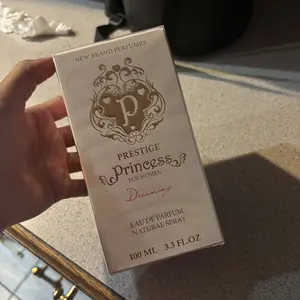 NEW BRAND PERFUMES
P
PRESTIGE
Princess
FOR WOMEN
Dreaming
EAU DE PARFUM
NATURAL SPRAY
100 ML 3.3 FL.OZ